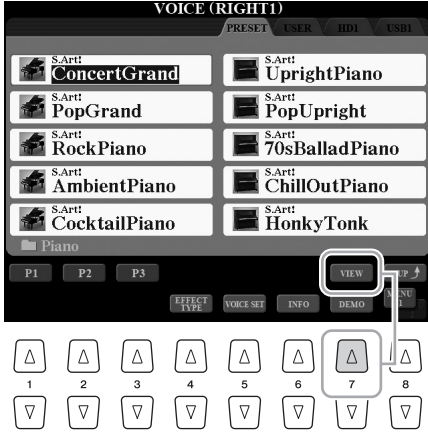 VOICE (RIGHT1)
PRESET USER HD1 USB1
S.Art!
ConcertGrand
S.Art!
UprightPiano
S.Art!
PopGrand
S.Art!
PopUpright
S.Art!
RockPiano
S.Art!
70sBalladPiano
S.Art!
AmbientPiano
S.Art!
ChillOutPiano
S.Art!
CocktailPiano
S.Art!
HonkyTonk
Piano
P1 P2 P3 VIEW UP
EFFECT TYPE VOICE SET INFO DEMO MENU 1
1 2 3 4 5 6 7 8